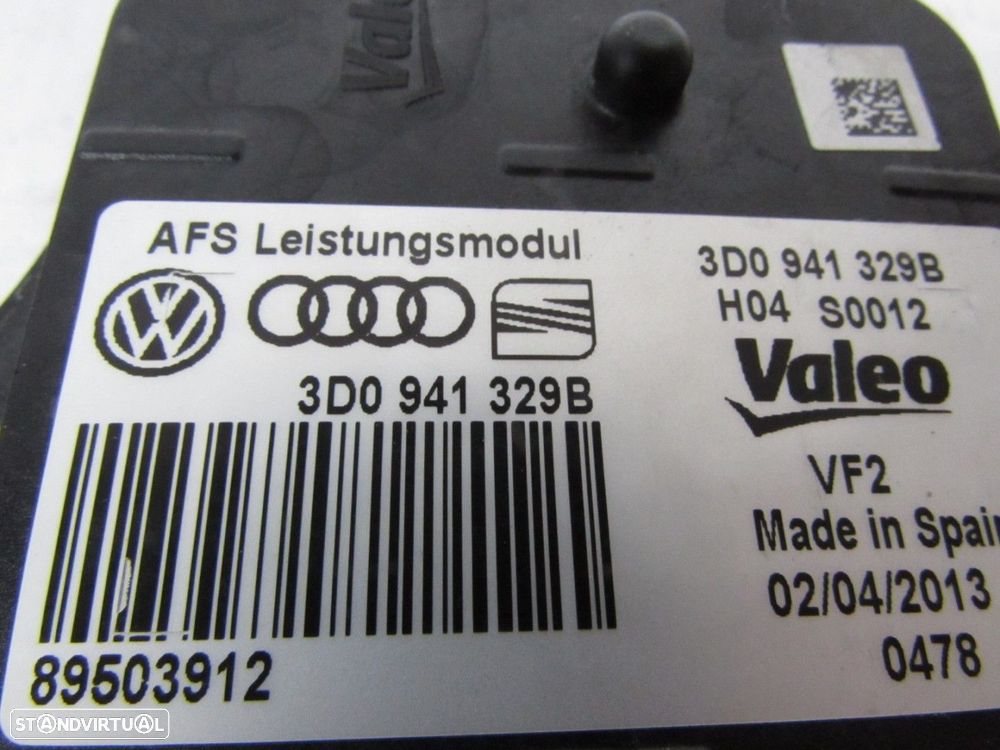 Valeo
AFS Leistungsmodul
3D0 941 329B
H04 S0012
3D0 941 329B
Valeo
VF2
Made in Spain
02/04/2013
0478
89503912
STANDVIRTUAL